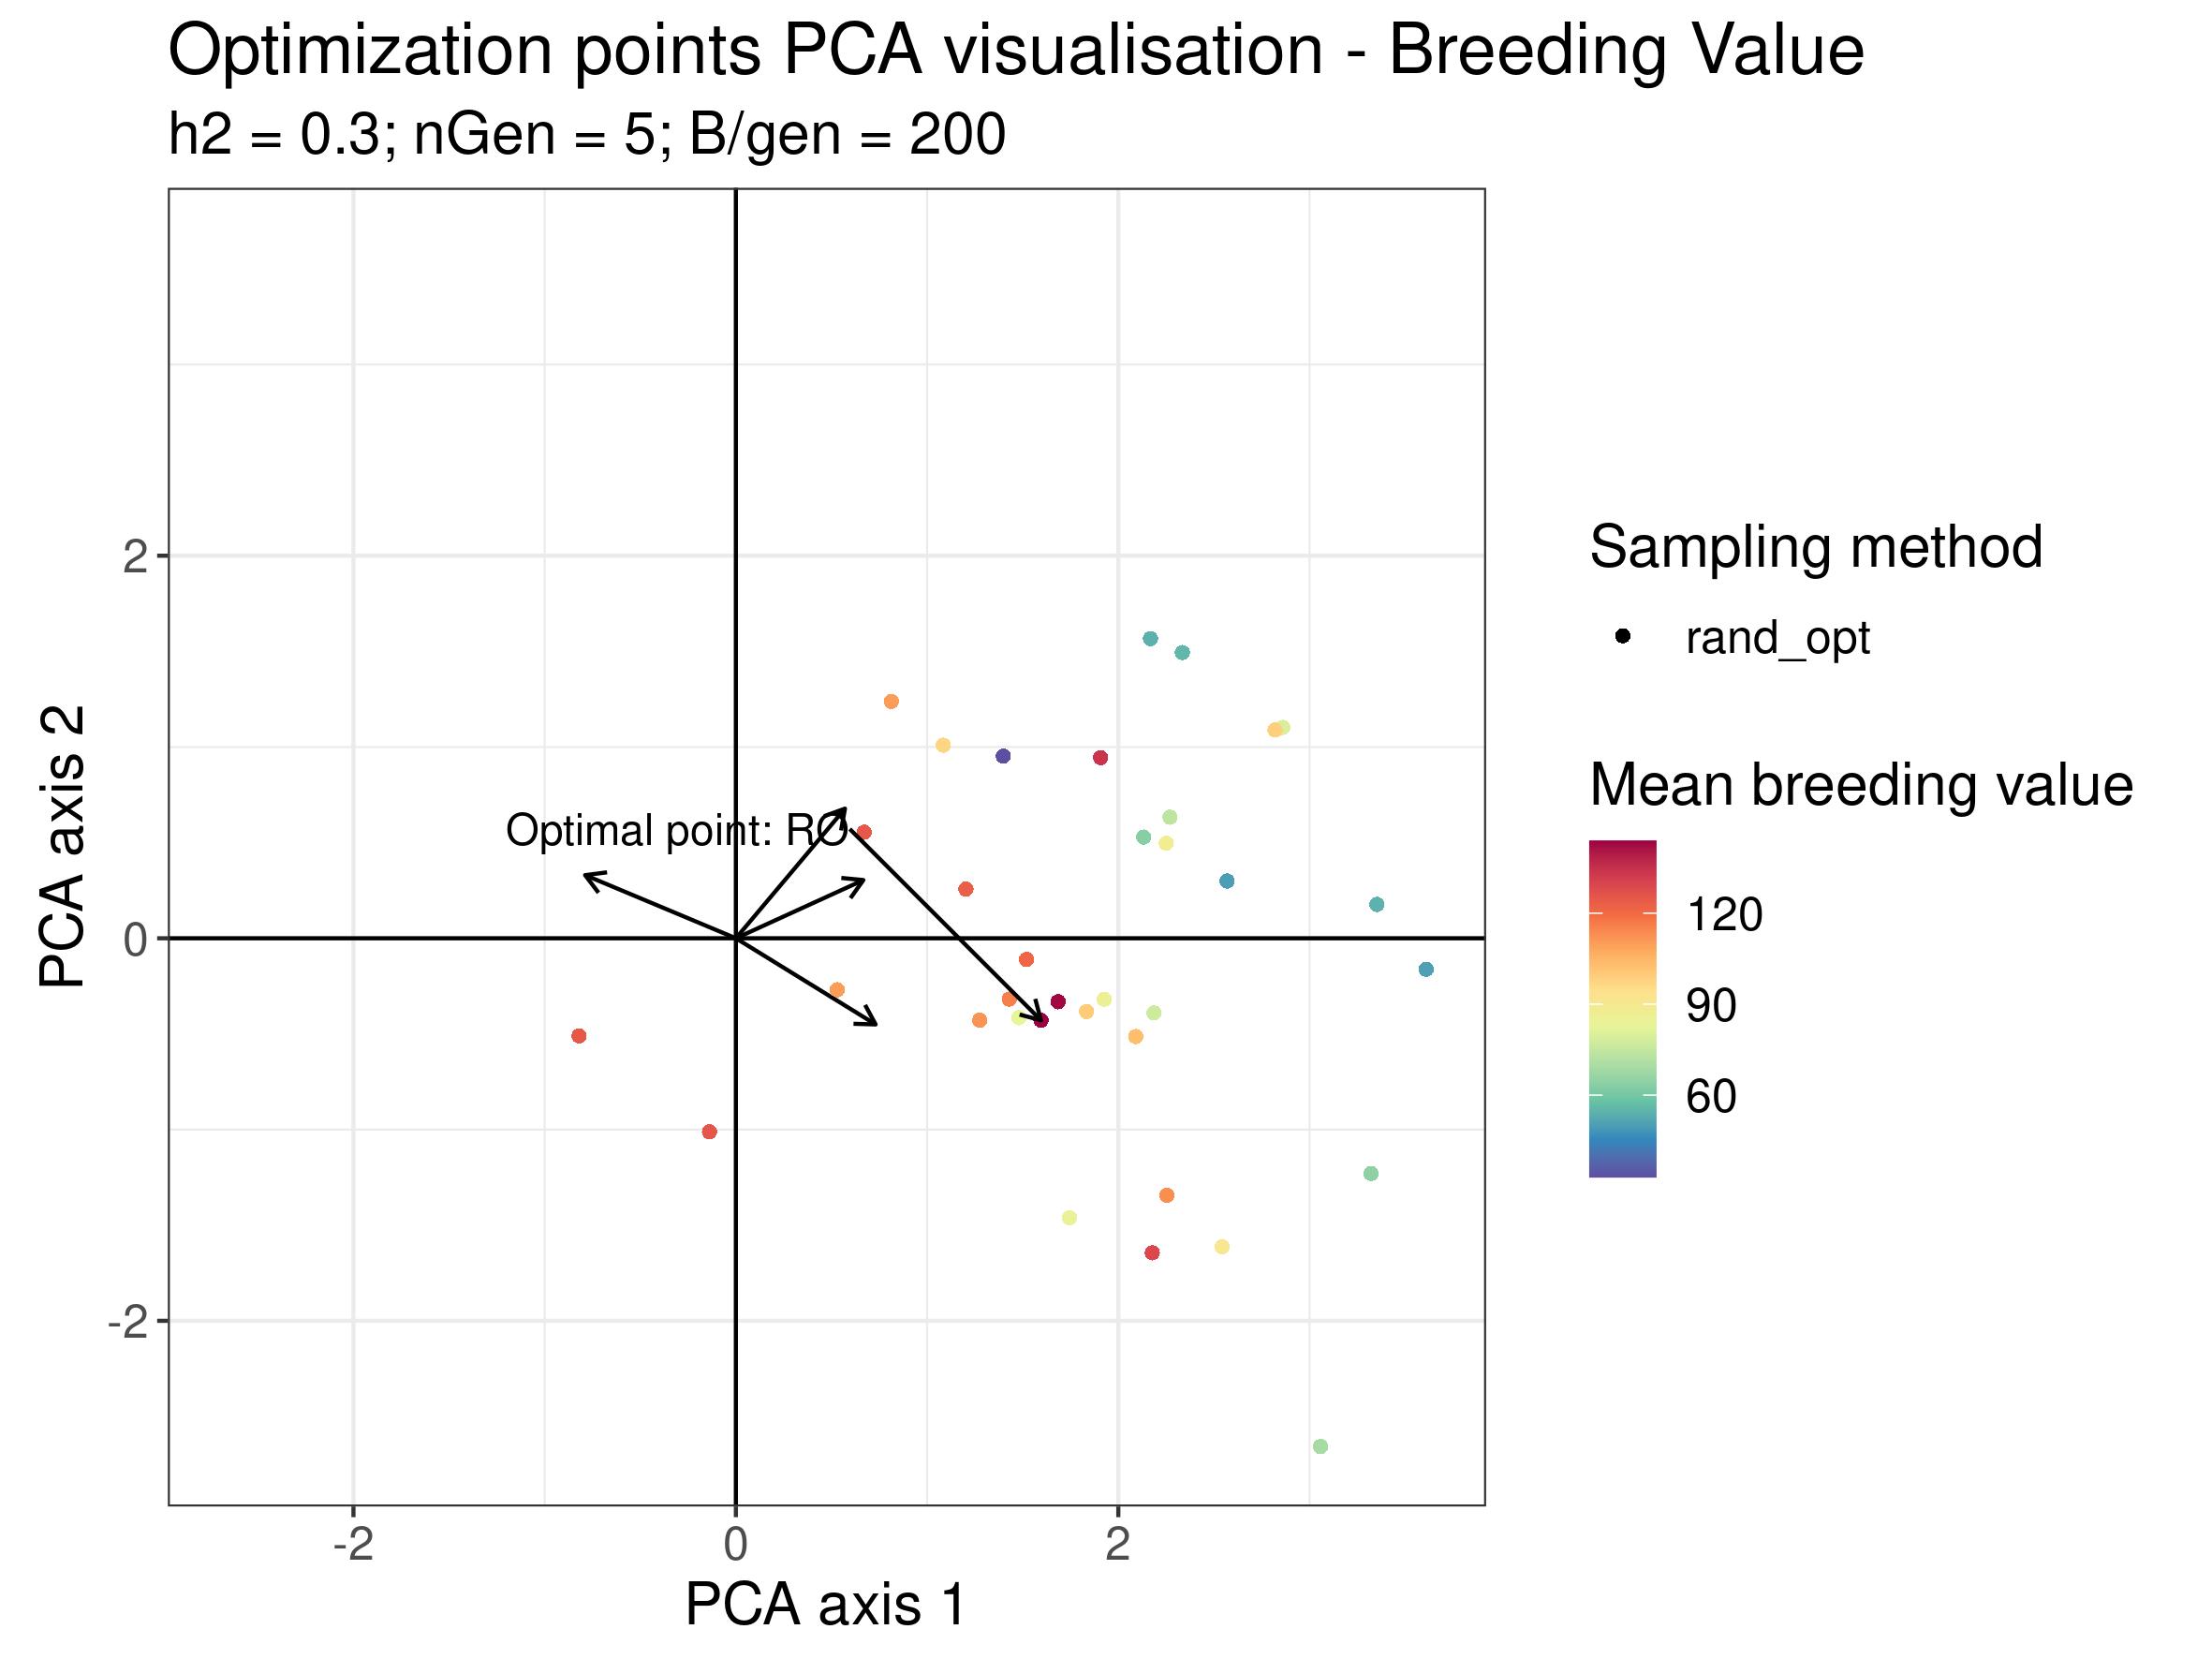 Optimization points PCA visualisation - Breeding Value
h2 = 0.3; nGen = 5; B/gen = 200
PCA axis 2
2
0
-2
Optimal point: RO
-2
0
2
PCA axis 1
Sampling method
rand_opt
Mean breeding value
120
90
60